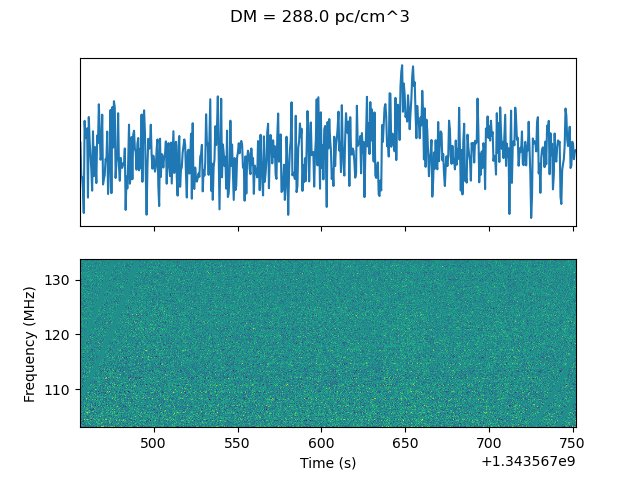 DM = 288.0 pc/cm^3
130
120
110
Frequency (MHz)
500 550 600 650 700 750
Time (s)
+1.343567e9